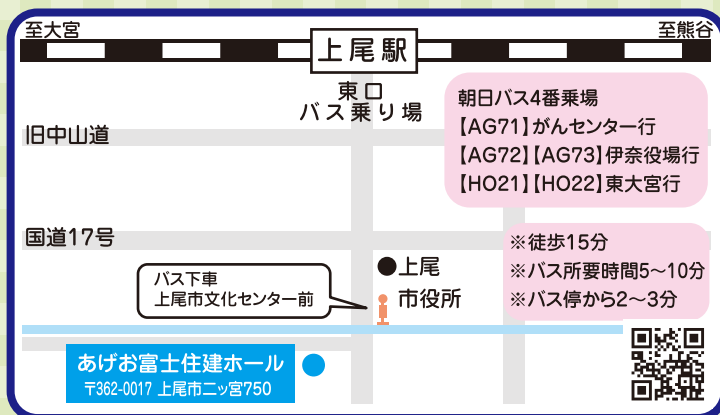 至大宮
至熊谷
上尾駅
東口
バス乗り場
朝日バス4番乗場
【AG71】がんセンター行
【AG72】【AG73】伊奈役場行
【HO21】【HO22】東大宮行
旧中山道
国道17号
※徒歩15分
※バス所要時間5～10分
※バス停から2～3分
●上尾
市役所
バス下車
上尾市文化センター前
あげお富士住建ホール
〒362-0017 上尾市二ッ宮750